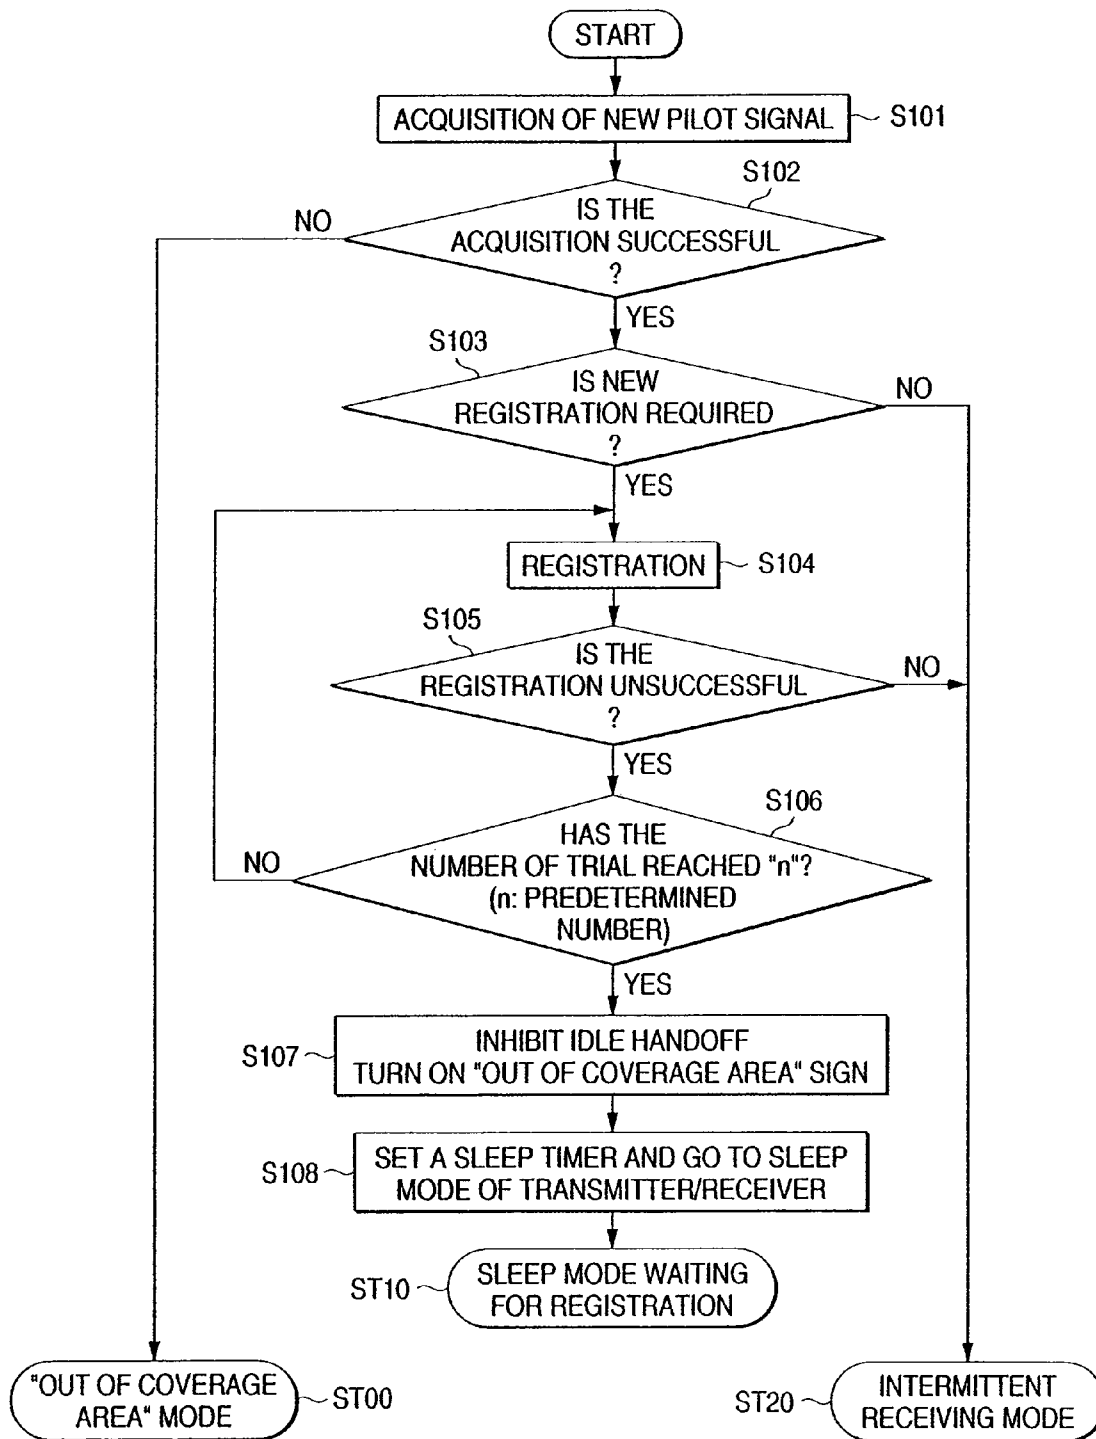 START
ACQUISITION OF NEW PILOT SIGNAL
S101
S102
IS THE
ACQUISITION SUCCESSFUL
?
NO
YES
S103
IS NEW
REGISTRATION REQUIRED
?
NO
YES
REGISTRATION
S104
S105
IS THE
REGISTRATION UNSUCCESSFUL
?
NO
YES
S106
HAS THE
NUMBER OF TRIAL REACHED "n"?
(n: PREDETERMINED
NUMBER)
NO
YES
S107
INHIBIT IDLE HANDOFF
TURN ON "OUT OF COVERAGE AREA" SIGN
S108
SET A SLEEP TIMER AND GO TO SLEEP
MODE OF TRANSMITTER/RECEIVER
ST10
SLEEP MODE WAITING
FOR REGISTRATION
"OUT OF COVERAGE
AREA" MODE
ST00
ST20
INTERMITTENT
RECEIVING MODE